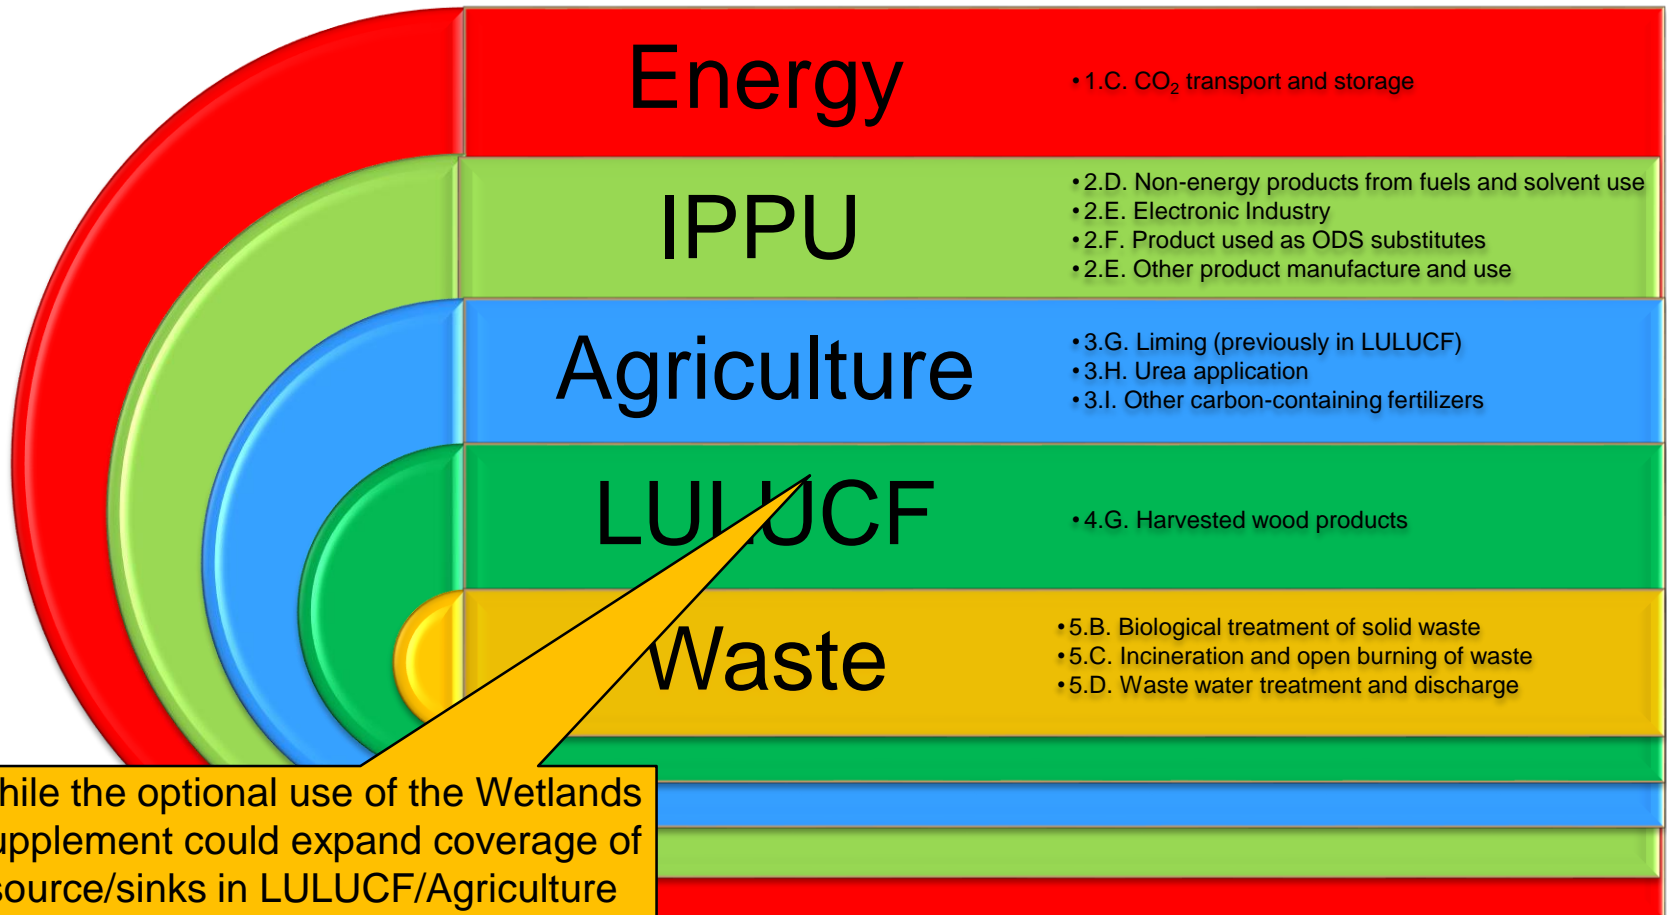 Energy
• 1.C. CO₂ transport and storage
IPPU
• 2.D. Non-energy products from fuels and solvent use
• 2.E. Electronic Industry
• 2.F. Product used as ODS substitutes
• 2.E. Other product manufacture and use
Agriculture
• 3.G. Liming (previously in LULUCF)
• 3.H. Urea application
• 3.I. Other carbon-containing fertilizers
LULUCF
• 4.G. Harvested wood products
Waste
• 5.B. Biological treatment of solid waste
• 5.C. Incineration and open burning of waste
• 5.D. Waste water treatment and discharge
hile the optional use of the Wetlands
upplement could expand coverage of
source/sinks in LULUCF/Agriculture